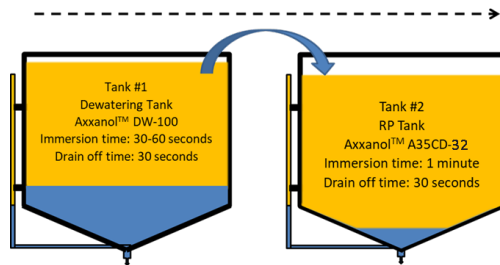 Tank #1
Dewatering Tank
Axxanol™ DW-100
Immersion time: 30-60 seconds
Drain off time: 30 seconds
Tank #2
RP Tank
Axxanol™ A35CD-32
Immersion time: 1 minute
Drain off time: 30 seconds